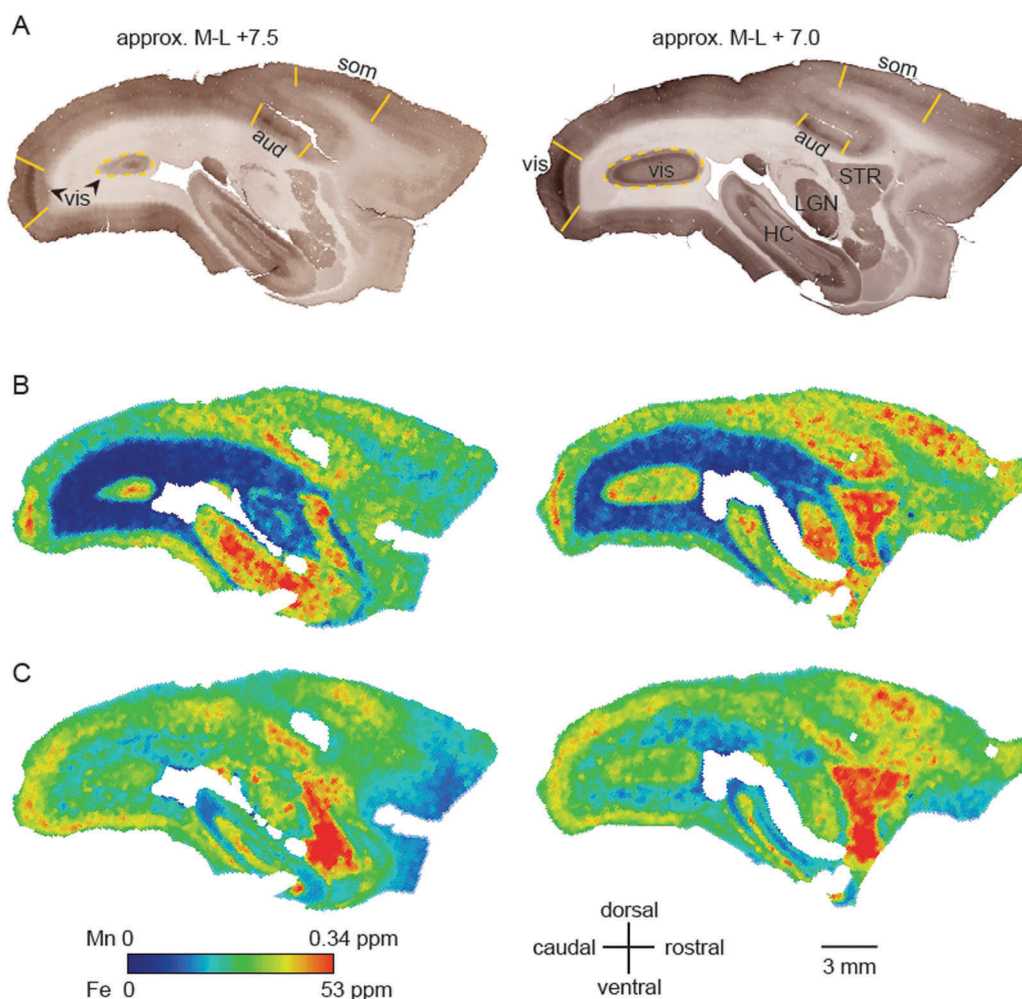 A
approx. M-L +7.5
approx. M-L + 7.0
som
som
aud
aud
vis
vis
vis
STR
LGN
HC
B
C
Mn 0
0.34 ppm
Fe 0
53 ppm
dorsal
caudal
rostral
ventral
3 mm